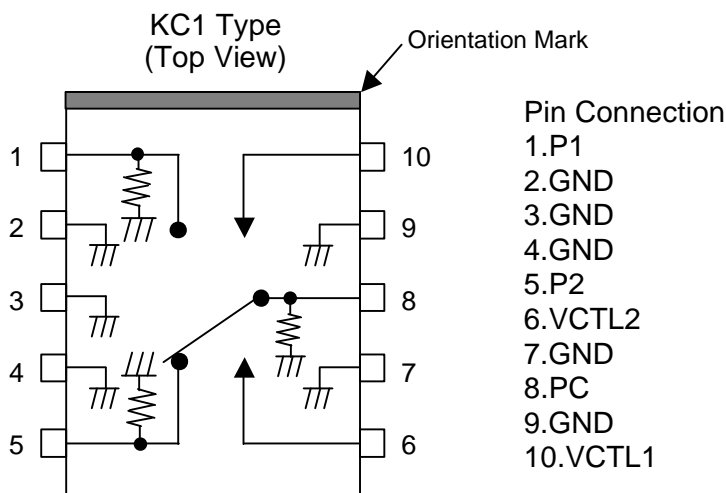 KC1 Type
(Top View)
Orientation Mark
1
2
3
4
5
10
9
8
7
6
Pin Connection
1.P1
2.GND
3.GND
4.GND
5.P2
6.VCTL2
7.GND
8.PC
9.GND
10.VCTL1